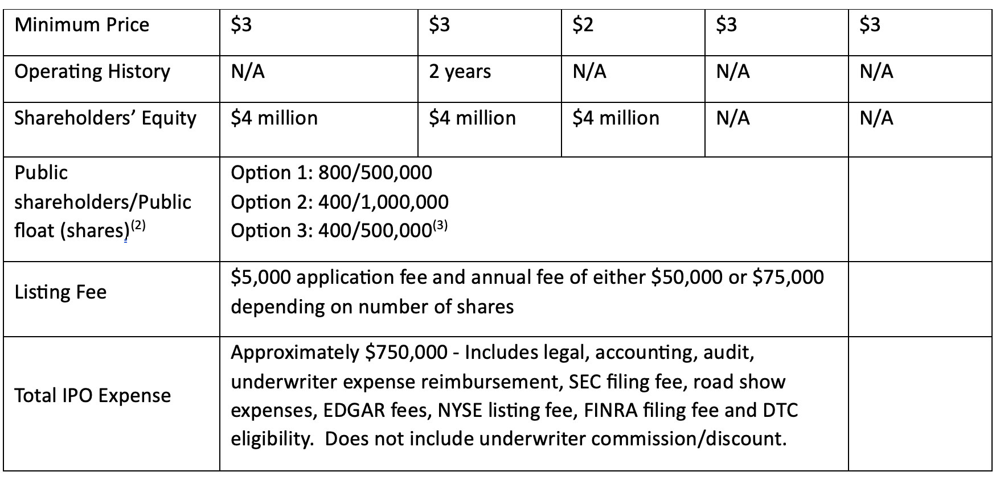 Minimum Price $3 $3 $2 $3 $3
Operating History N/A 2 years N/A N/A N/A
Shareholders’ Equity $4 million $4 million $4 million N/A N/A
Public
shareholders/Public
float (shares)(2)
Option 1: 800/500,000
Option 2: 400/1,000,000
Option 3: 400/500,000(3)
Listing Fee
$5,000 application fee and annual fee of either $50,000 or $75,000
depending on number of shares
Total IPO Expense
Approximately $750,000 - Includes legal, accounting, audit,
underwriter expense reimbursement, SEC filing fee, road show
expenses, EDGAR fees, NYSE listing fee, FINRA filing fee and DTC
eligibility.  Does not include underwriter commission/discount.